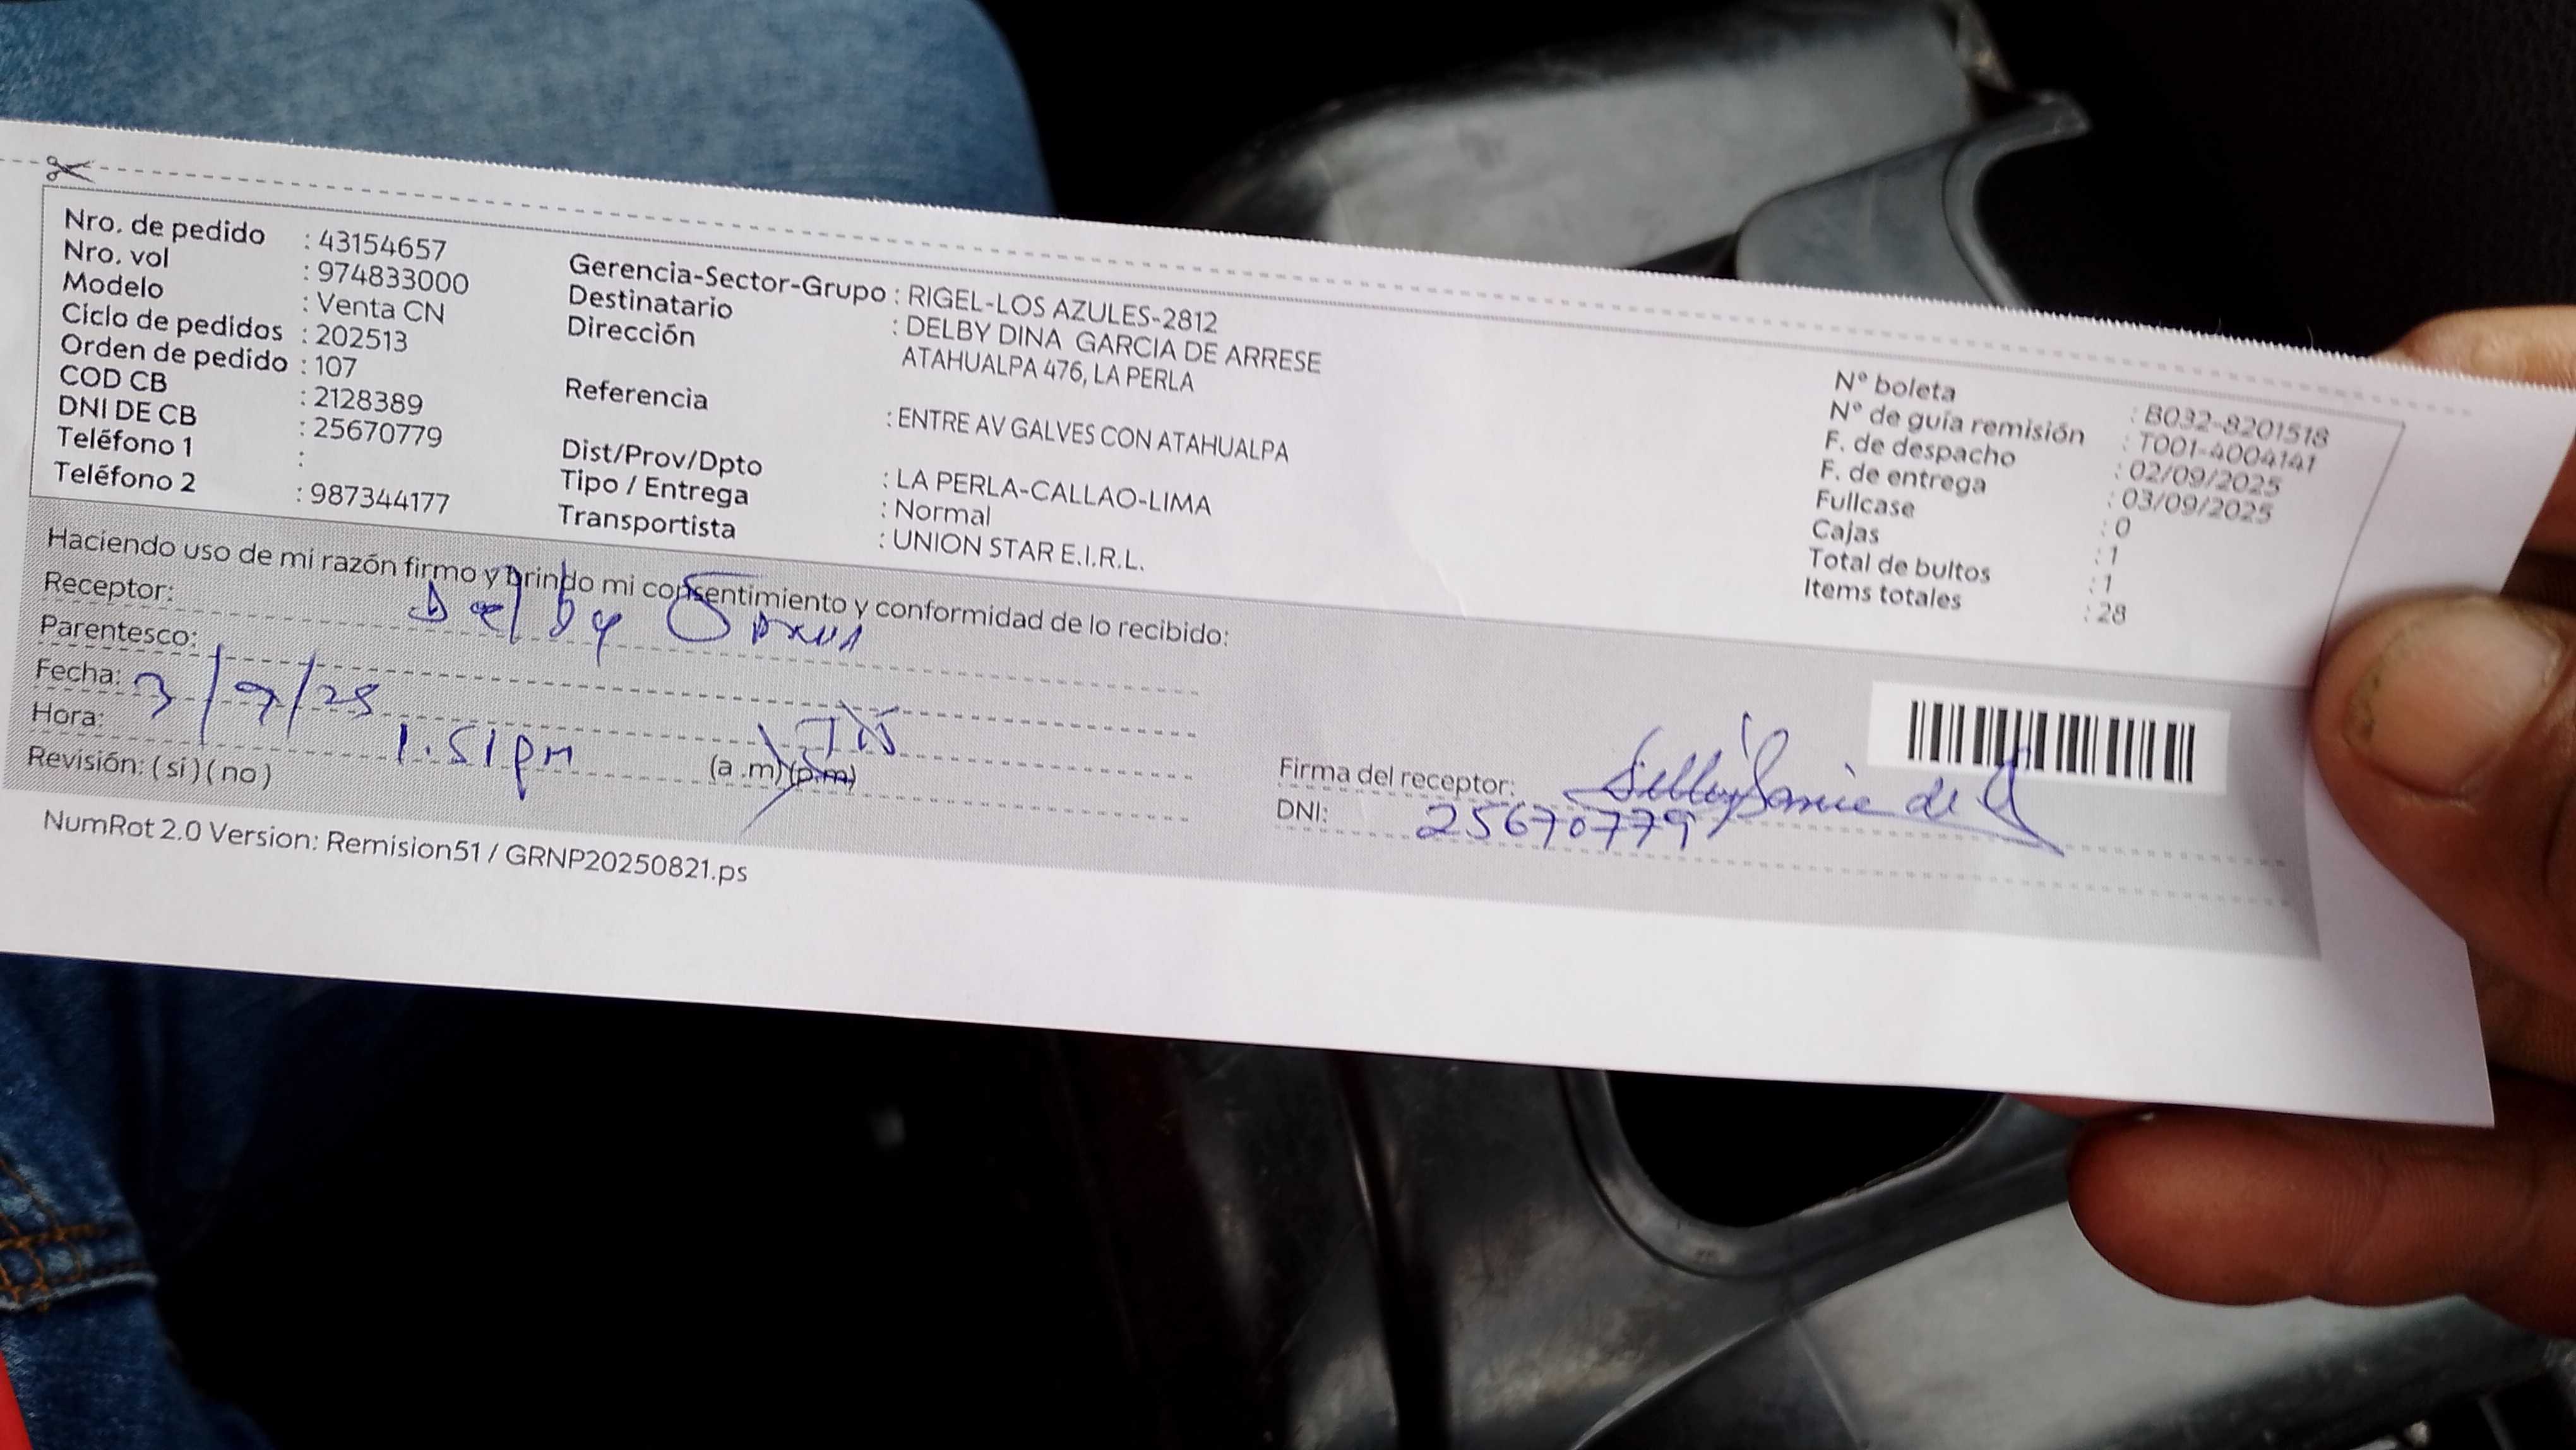 Nro. de pedido : 43154657
Nro. vol : 974833000
Modelo : Venta CN
Ciclo de pedidos : 202513
Orden de pedido : 107
COD CB : 2128389
DNI DE CB : 25670779
Teléfono 1 :
Teléfono 2 : 987344177
Gerencia-Sector-Grupo : RIGEL-LOS AZULES-2812
Destinatario : DELBY DINA GARCIA DE ARRESE
Dirección ATAHUALPA 476, LA PERLA
Referencia : ENTRE AV GALVES CON ATAHUALPA
Dist/Prov/Dpto : LA PERLA-CALLAO-LIMA
Tipo / Entrega : Normal
Transportista : UNION STAR E.I.R.L.
N° boleta : B032-8201518
N° de guía remisión : T001-4004141
F. de despacho : 02/09/2025
F. de entrega : 03/09/2025
Fullcase : 0
Cajas : 1
Total de bultos : 1
Items totales : 28
Haciendo uso de mi razón firmo y brindo mi consentimiento y conformidad de lo recibido:
Receptor: Delby
Parentesco:
Fecha: 3/9/25
Hora: 1.51 pm (a.m)(p.m)
Revisión: (si)(no)
Firma del receptor:
DNI: 25670779
NumRot 2.0 Version: Remision51 / GRNP20250821.ps